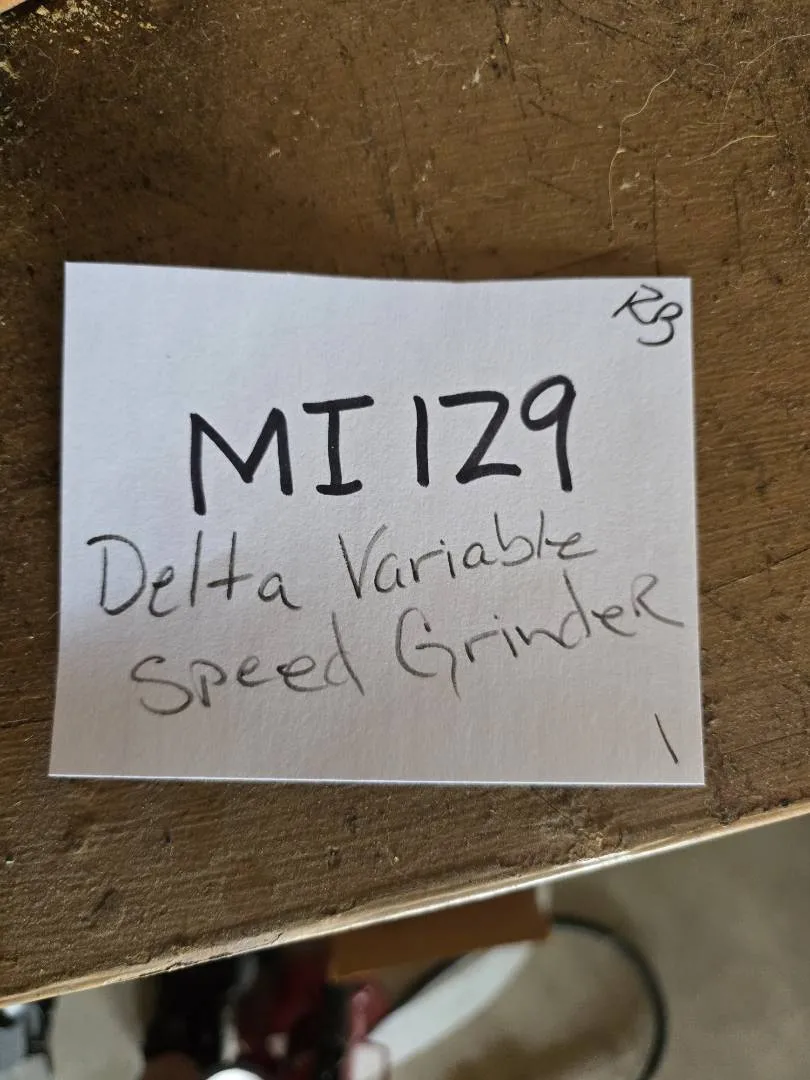 RB
MI 129
Delta Variable
Speed GrindeR
1